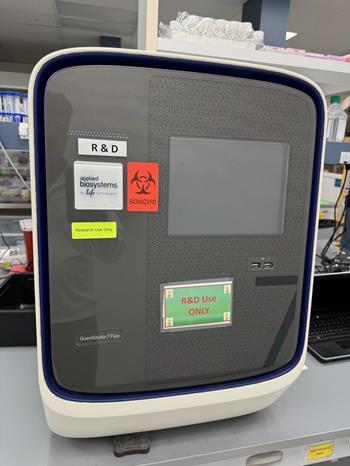 R & D
applied
biosystems
by life technologies
BIOHAZARD
Research Use Only
R&D Use
ONLY
QuantStudio 7 Flex